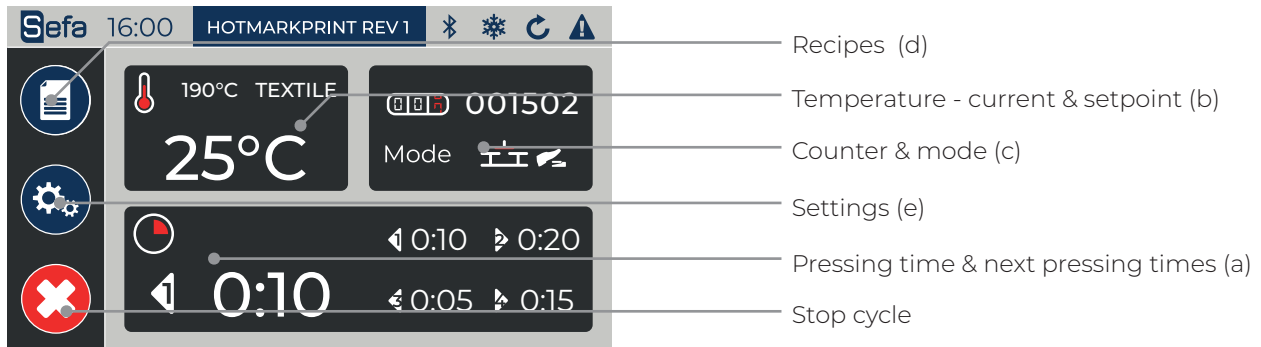 Sefa 16:00 HOTMARKPRINT REV 1
190°C TEXTILE
25°C
001502
Mode
1 0:10 2 0:20
1 0:10
3 0:05 4 0:15
Recipes (d)
Temperature - current & setpoint (b)
Counter & mode (c)
Settings (e)
Pressing time & next pressing times (a)
Stop cycle